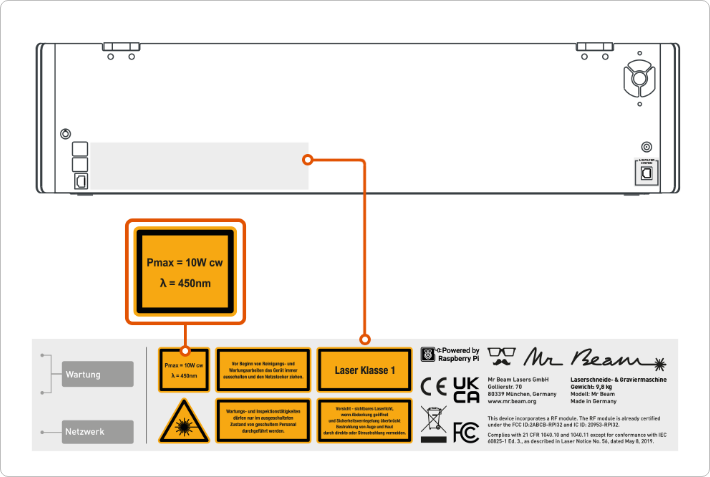 Pmax = 10W cw
λ = 450nm
Wartung
Netzwerk
Pmax = 10W cw
λ = 450nm
Vor Beginn von Reinigungs- und
Wartungsarbeiten das Gerät immer
ausschalten und den Netzstecker ziehen.
Laser Klasse 1
Wartungs- und Inspektionstätigkeiten
dürfen nur im ausgeschalteten
Zustand von geschultem Personal
durchgeführt werden.
Vorsicht - sichtbares Laserlicht,
wenn Abdeckung geöffnet
und Sicherheitsverriegelung überbrückt
Bestrahlung von Auge und Haut
durch direkte oder Streustrahlung vermeiden.
Powered by
Raspberry Pi
Mr Beam
CE
UK
CA
FC
Mr Beam Lasers GmbH
Gollierstr. 70
80339 München, Germany
www.mr.beam.org
Laserschneide- & Graviermaschine
Gewicht: 9,8 kg
Modell: Mr Beam
Made in Germany
This device incorporates a RF module. The RF module is already certified
under the FCC ID:2ABCB-RPI32 and IC ID: 20953-RPI32.
Complies with 21 CFR 1040.10 and 1040.11 except for conformance with IEC
60825-1 Ed. 3., as described in Laser Notice No. 56, dated May 8, 2019.